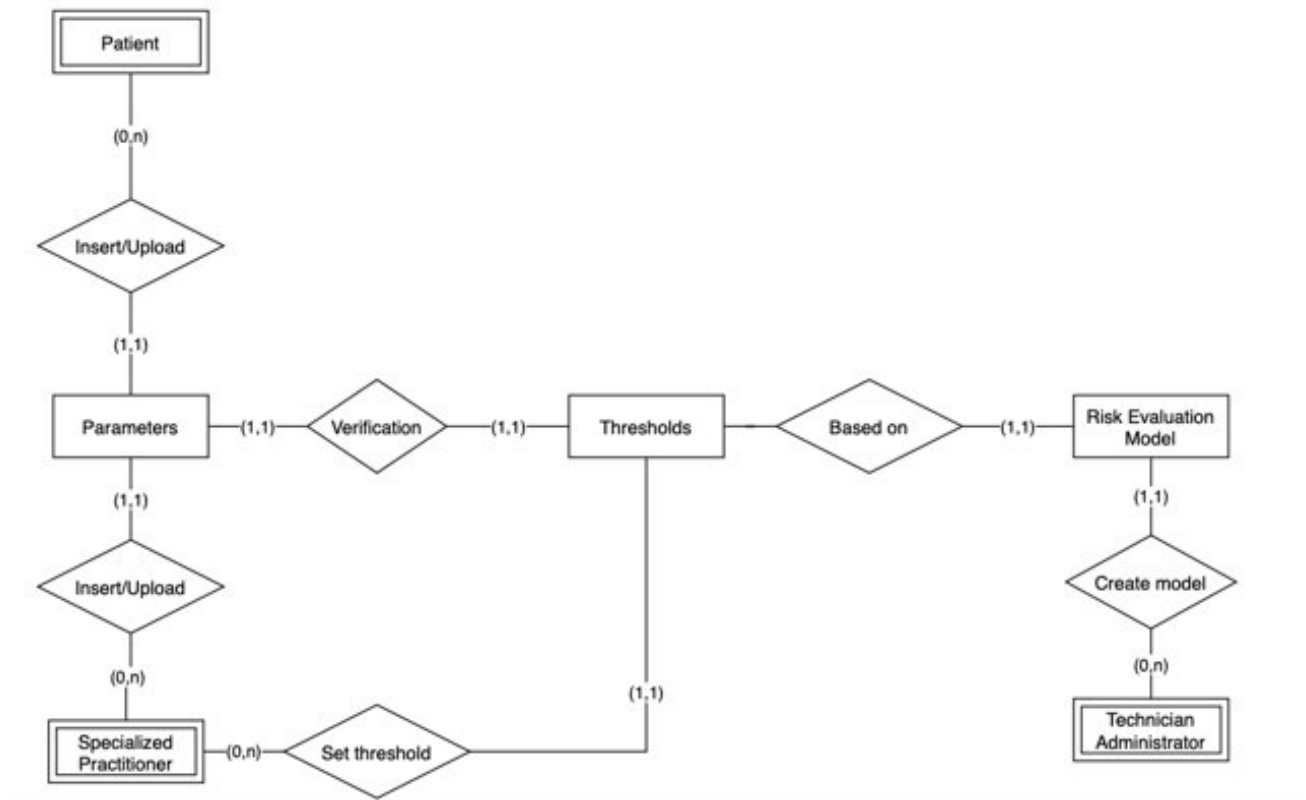 Patient
(0,n)
Insert/Upload
(1,1)
Parameters
(1,1)
Verification
(1,1)
Thresholds
Based on
(1,1)
Risk Evaluation
Model
(1,1)
(1,1)
Insert/Upload
Create model
(0,n)
(0,n)
(1,1)
Specialized
Practitioner
(0,n)
Set threshold
Technician
Administrator